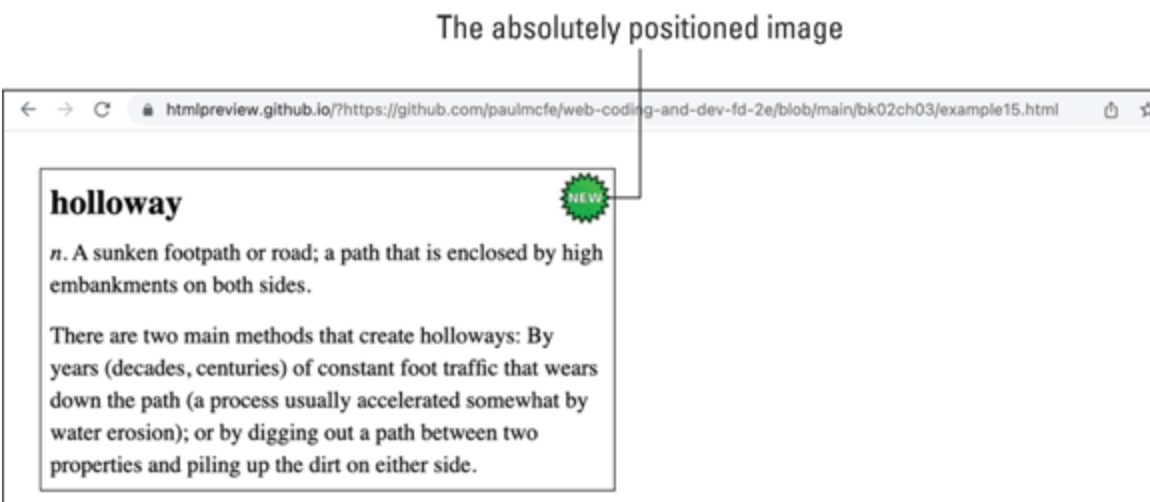 The absolutely positioned image
htmlpreview.github.io/?https://github.com/paulmcfe/web-coding-and-dev-fd-2e/blob/main/bk02ch03/example15.html
holloway
NEW
n. A sunken footpath or road; a path that is enclosed by high
embankments on both sides.
There are two main methods that create holloways: By
years (decades, centuries) of constant foot traffic that wears
down the path (a process usually accelerated somewhat by
water erosion); or by digging out a path between two
properties and piling up the dirt on either side.